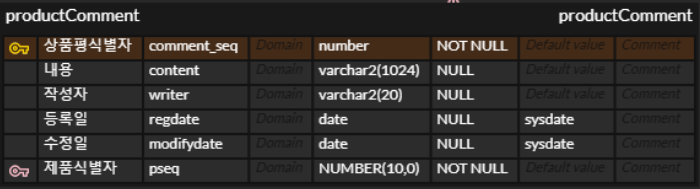 productComment productComment
상품평식별자 comment_seq Domain number NOT NULL Default value Comment
내용 content Domain varchar2(1024) NULL Default value Comment
작성자 writer Domain varchar2(20) NULL Default value Comment
등록일 regdate Domain date NULL sysdate Comment
수정일 modifydate Domain date NULL sysdate Comment
제품식별자 pseq Domain NUMBER(10,0) NOT NULL Default value Comment